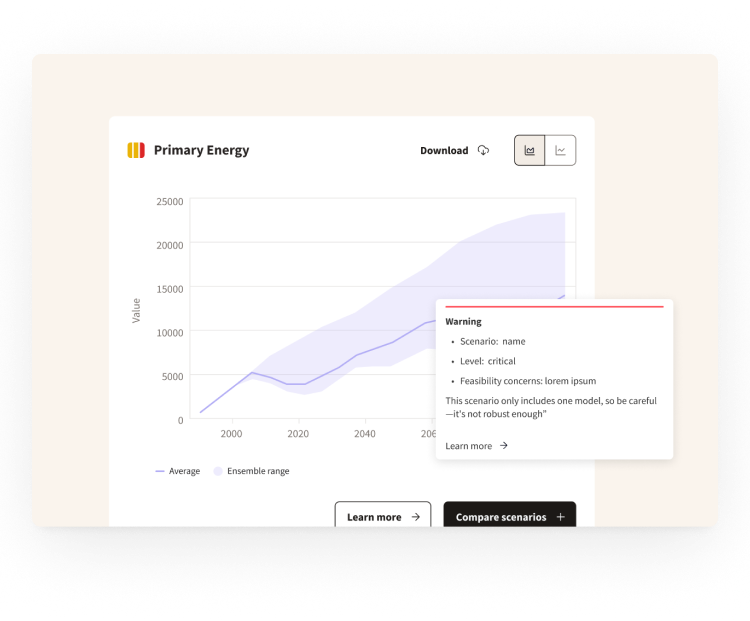 Primary Energy
Download
25000
20000
15000
10000
5000
0
Value
2000
2020
2040
Average
Ensemble range
Warning
• Scenario: name
• Level: critical
• Feasibility concerns: lorem ipsum
This scenario only includes one model, so be careful
—it's not robust enough”
Learn more
Learn more
Compare scenarios